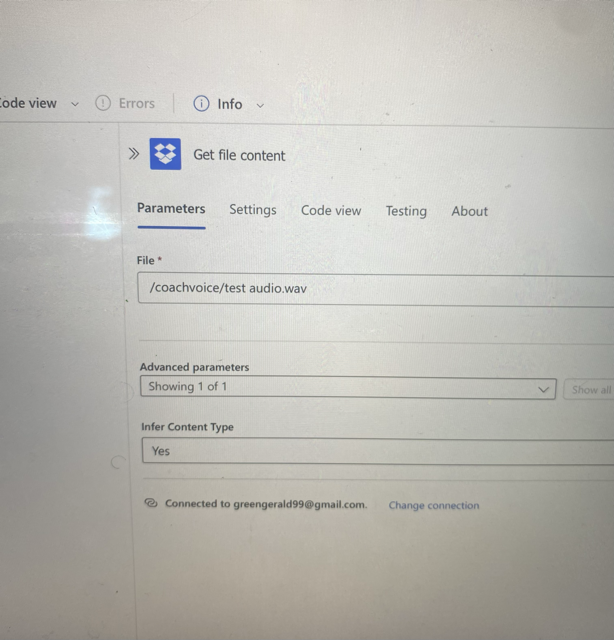 Code view Errors Info
Get file content
Parameters Settings Code view Testing About
File *
/coachvoice/test audio.wav
Advanced parameters
Showing 1 of 1 Show all
Infer Content Type
Yes
Connected to greengerald99@gmail.com. Change connection